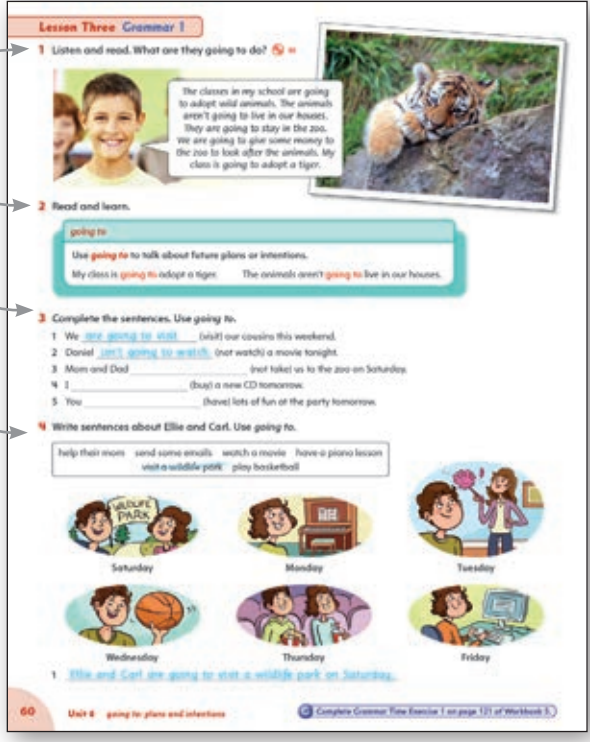 Lesson Three Grammar 1
1 Listen and read. What are they going to do?
The classes in my school are going
to adopt wild animals. The animals
aren't going to live in our houses.
They are going to stay in the zoo.
We are going to give some money to
the zoo to look after the animals. My
class is going to adopt a tiger.
2 Read and learn.
going to
Use going to to talk about future plans or intentions.
My class is going to adopt a tiger. The animals aren't going to live in our houses.
3 Complete the sentences. Use going to.
1 We are going to visit (visit) our cousins this weekend.
2 Daniel isn't going to watch (not watch) a movie tonight.
3 Mom and Dad (not take) us to the zoo on Saturday.
4 I (buy) a new CD tomorrow.
5 You (have) lots of fun at the party tomorrow.
4 Write sentences about Ellie and Carl. Use going to.
help their mom send some emails watch a movie have a piano lesson
visit a wildlife park play basketball
WILDLIFE
PARK
Saturday Monday Tuesday
Wednesday Thursday Friday
1 Ellie and Carl are going to visit a wildlife park on Saturday.
60 Unit 8 going to: plans and intentions Complete Grammar Time Exercise 1 on page 121 of Workbook 5.